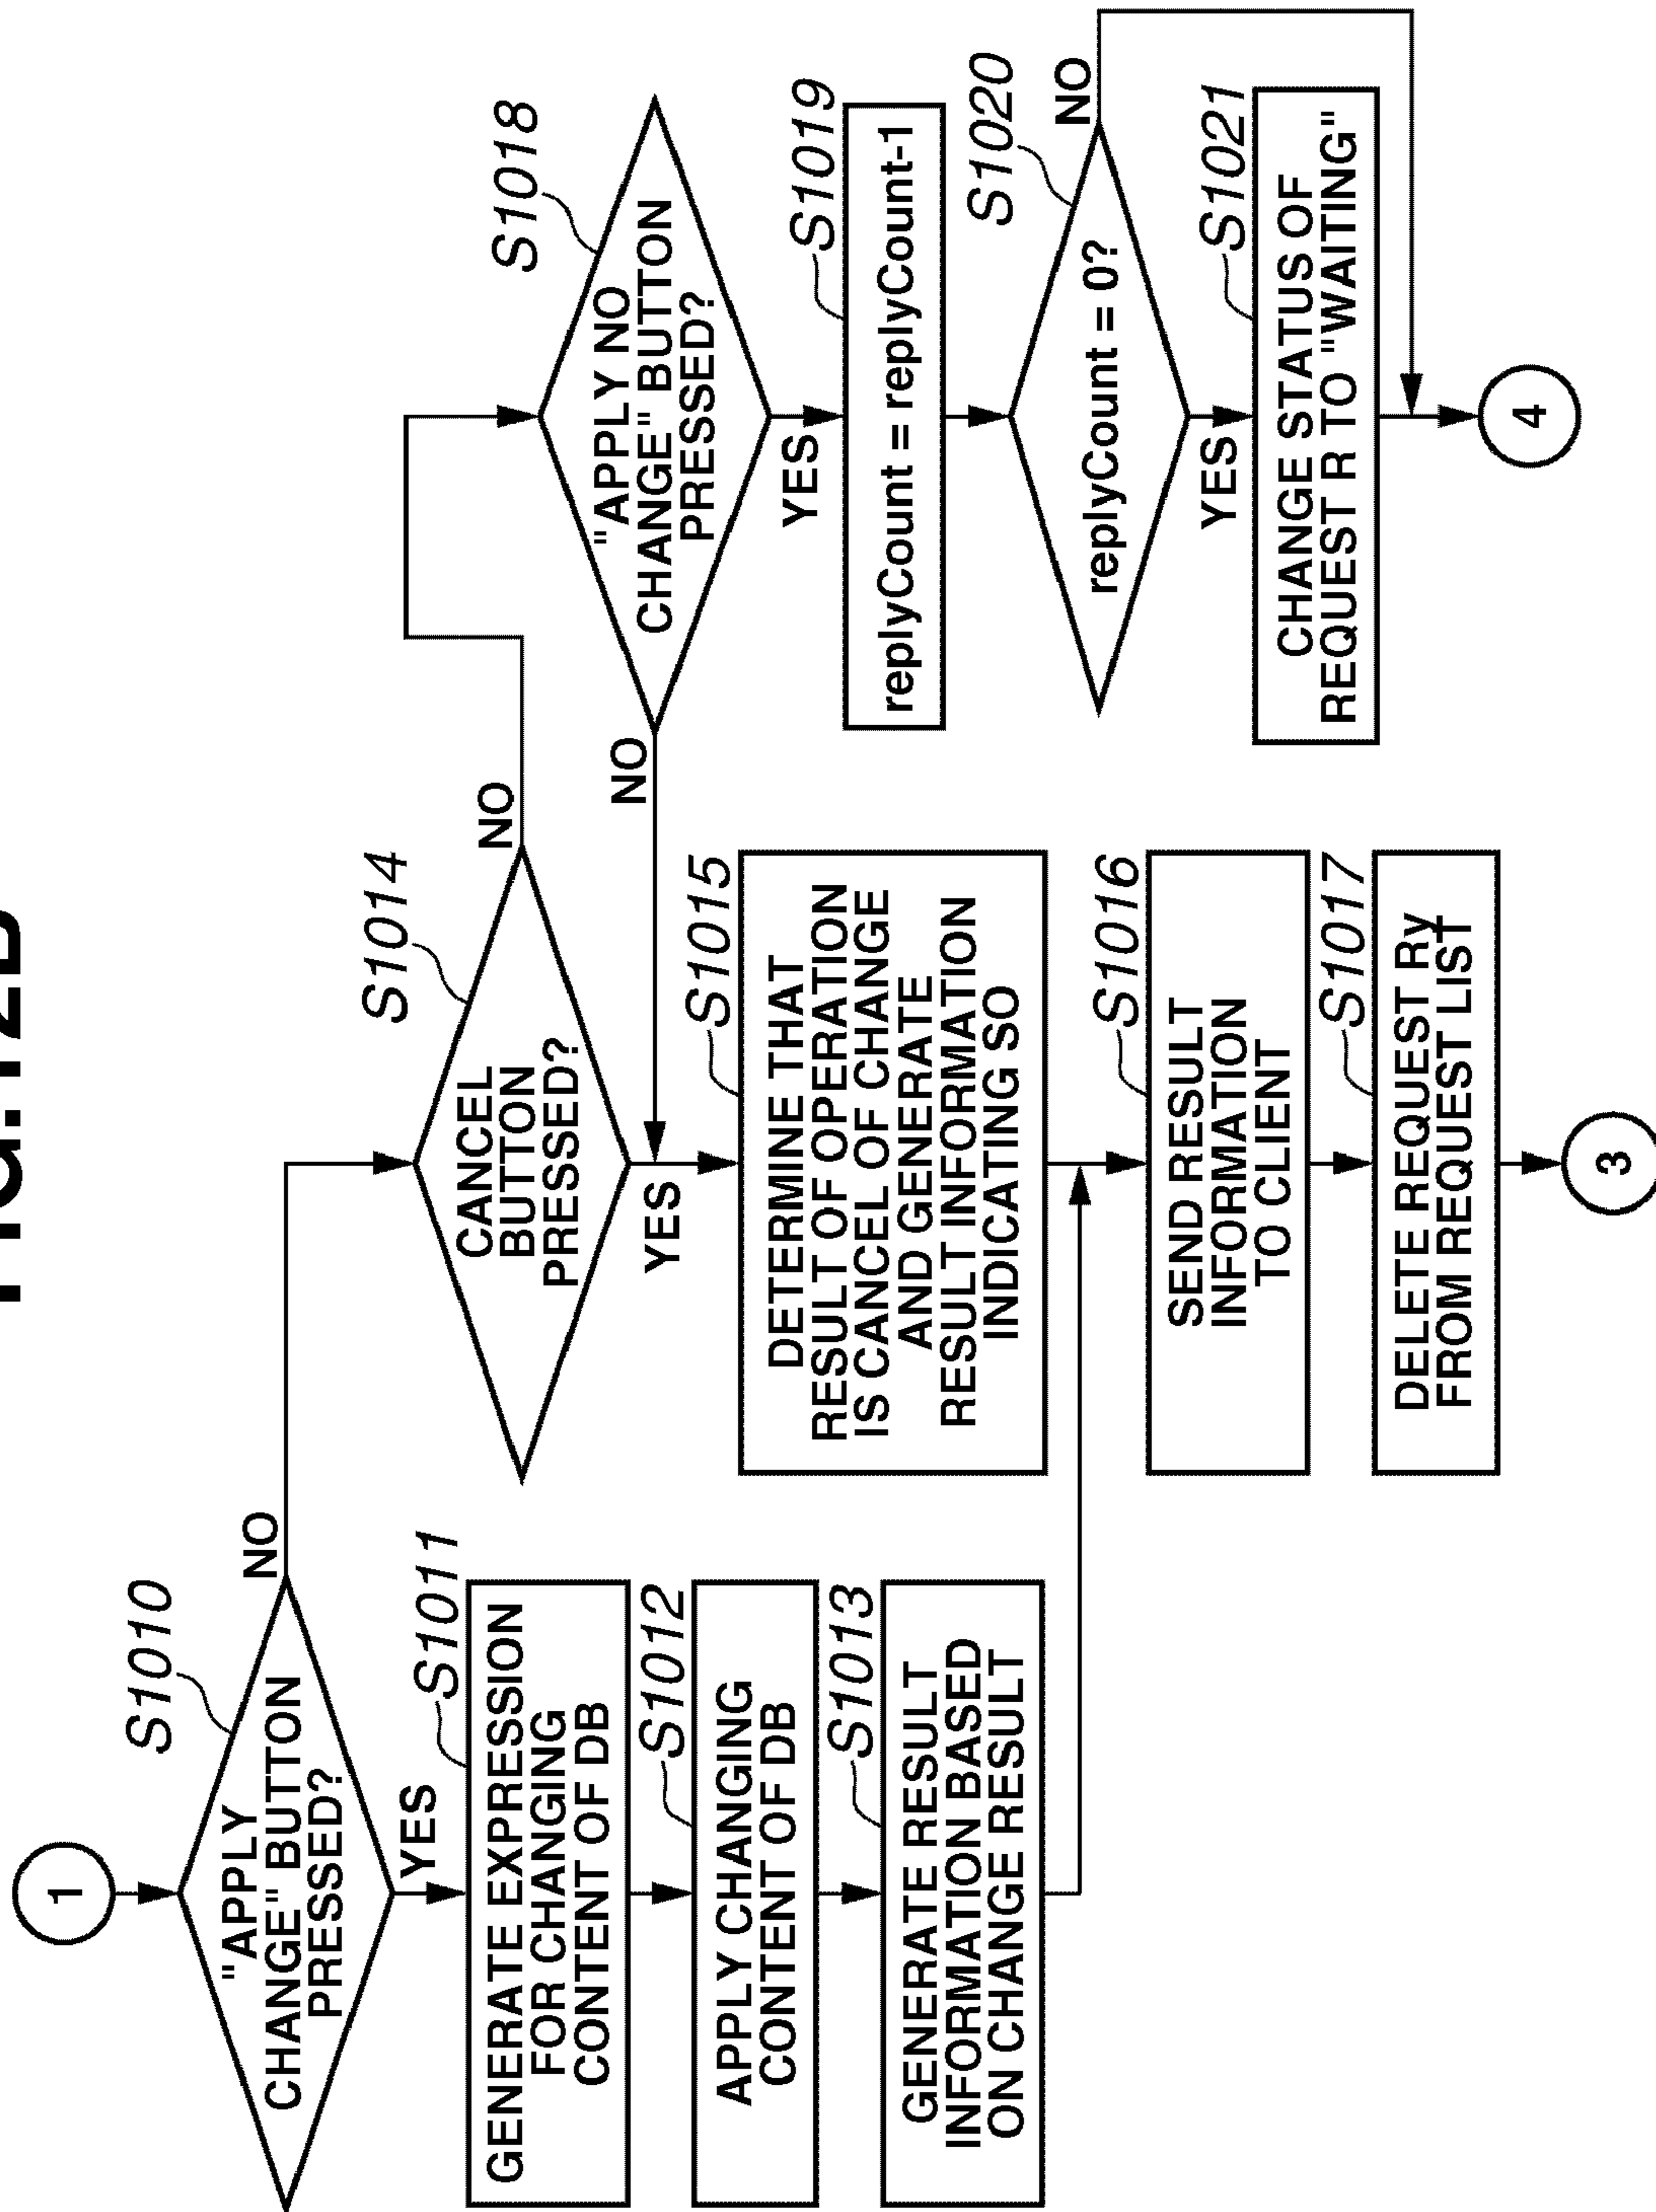 1
S1010
"APPLY
CHANGE" BUTTON
PRESSED?
NO
YES
S1011
GENERATE EXPRESSION
FOR CHANGING
CONTENT OF DB
S1012
APPLY CHANGING
CONTENT OF DB
S1013
GENERATE RESULT
INFORMATION BASED
ON CHANGE RESULT
S1014
CANCEL
BUTTON
PRESSED?
NO
YES
S1015
DETERMINE THAT
RESULT OF OPERATION
IS CANCEL OF CHANGE
AND GENERATE
RESULT INFORMATION
INDICATING SO
S1016
SEND RESULT
INFORMATION
TO CLIENT
S1017
DELETE REQUEST Ry
FROM REQUEST LIST
3
S1018
"APPLY NO
CHANGE" BUTTON
PRESSED?
NO
YES
S1019
replyCount = replyCount-1
S1020
replyCount = 0?
NO
YES
S1021
CHANGE STATUS OF
REQUEST R TO "WAITING"
4